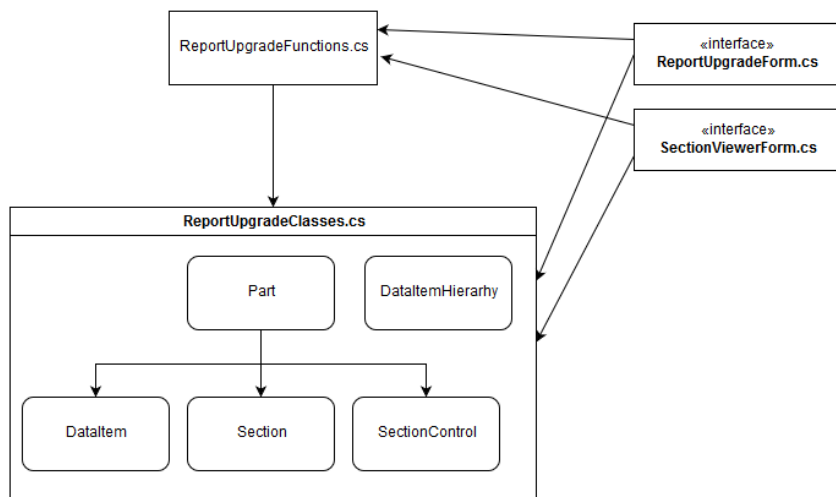 ReportUpgradeFunctions.cs
«interface»
ReportUpgradeForm.cs
«interface»
SectionViewerForm.cs
ReportUpgradeClasses.cs
Part
DataItemHierarhy
DataItem
Section
SectionControl